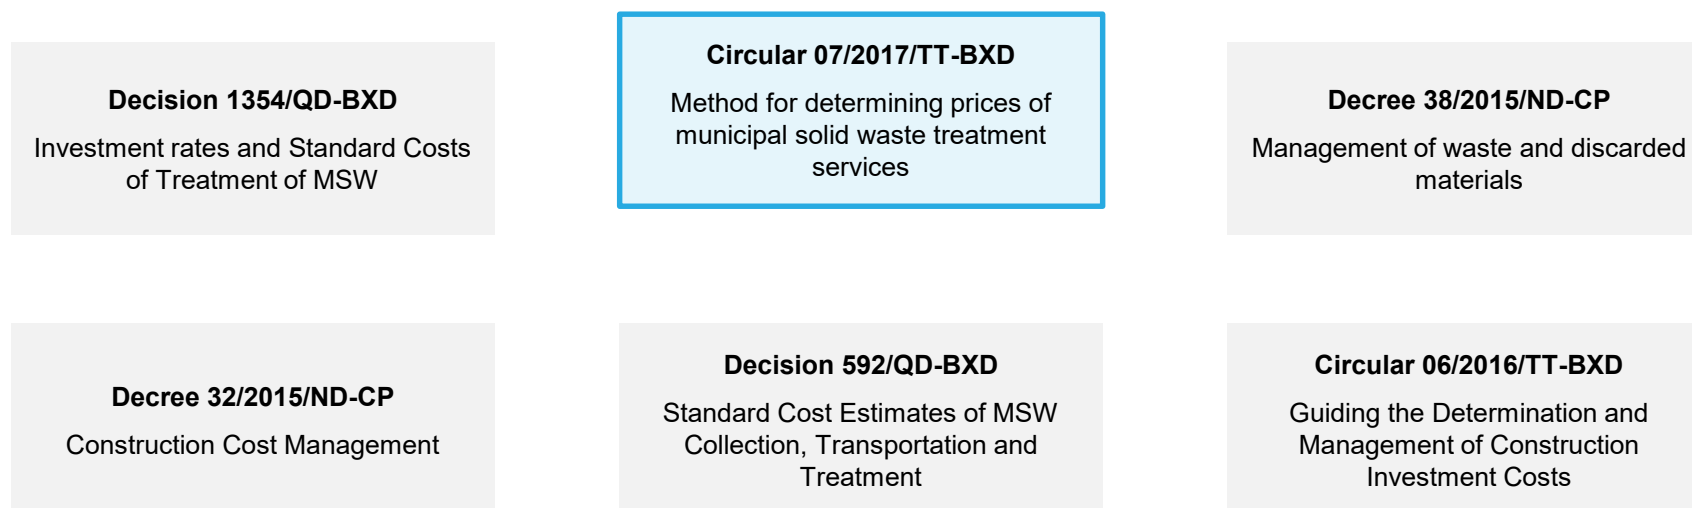 Decision 1354/QD-BXD
Investment rates and Standard Costs
of Treatment of MSW
Circular 07/2017/TT-BXD
Method for determining prices of
municipal solid waste treatment
services
Decree 38/2015/ND-CP
Management of waste and discarded
materials
Decree 32/2015/ND-CP
Construction Cost Management
Decision 592/QD-BXD
Standard Cost Estimates of MSW
Collection, Transportation and
Treatment
Circular 06/2016/TT-BXD
Guiding the Determination and
Management of Construction
Investment Costs